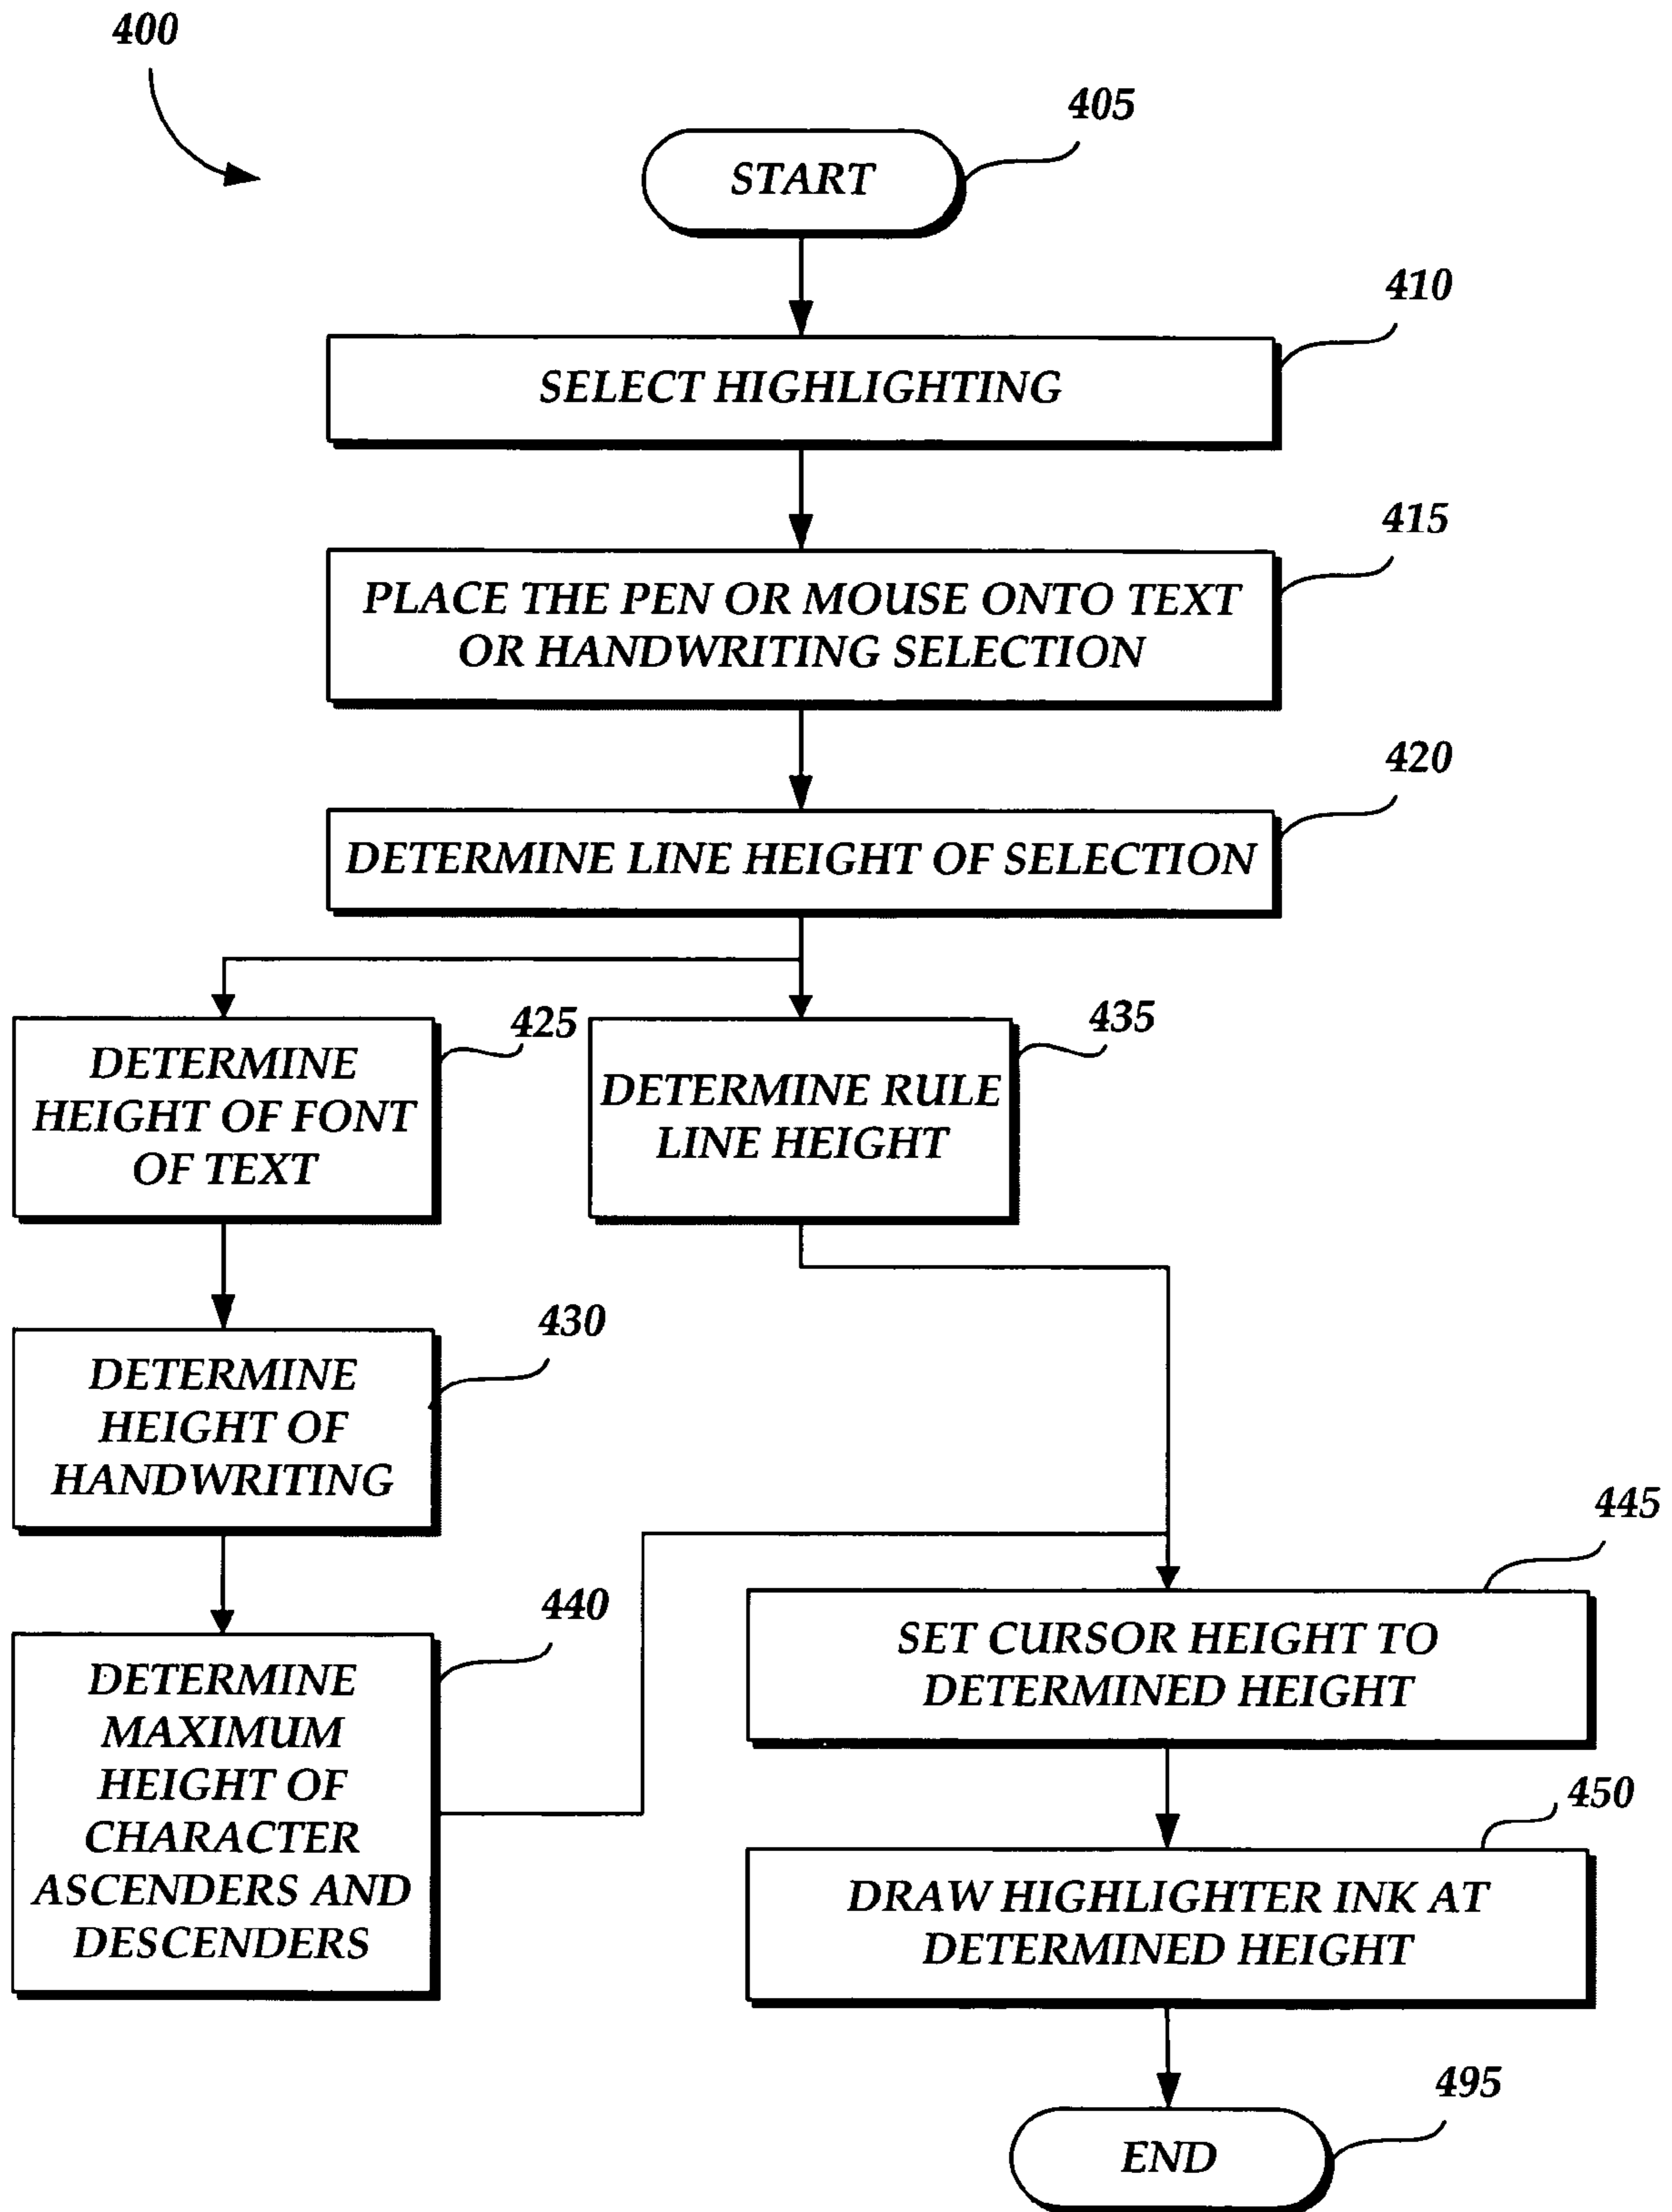 400
405
START
410
SELECT HIGHLIGHTING
415
PLACE THE PEN OR MOUSE ONTO TEXT
OR HANDWRITING SELECTION
420
DETERMINE LINE HEIGHT OF SELECTION
425
DETERMINE
HEIGHT OF FONT
OF TEXT
435
DETERMINE RULE
LINE HEIGHT
430
DETERMINE
HEIGHT OF
HANDWRITING
440
DETERMINE
MAXIMUM
HEIGHT OF
CHARACTER
ASCENDERS AND
DESCENDERS
445
SET CURSOR HEIGHT TO
DETERMINED HEIGHT
450
DRAW HIGHLIGHTER INK AT
DETERMINED HEIGHT
495
END